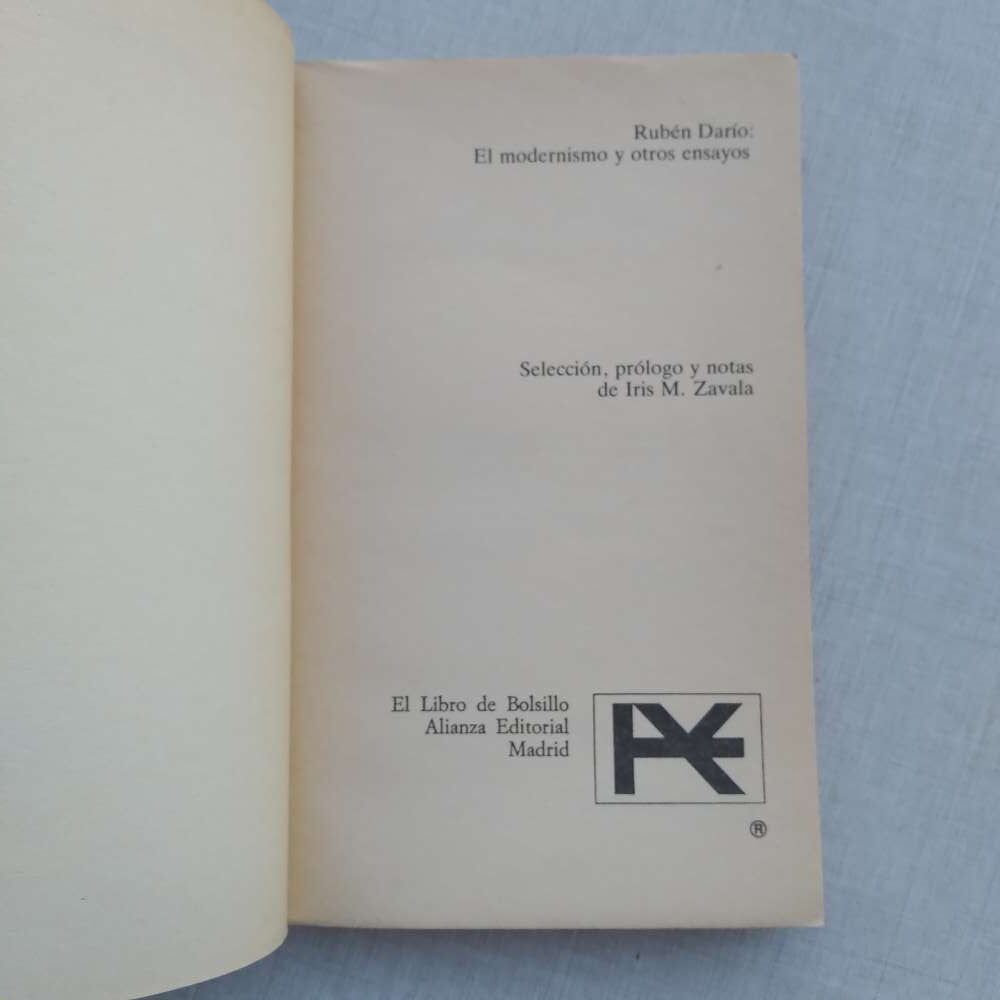 Rubén Darío:
El modernismo y otros ensayos
Selección, prólogo y notas
de Iris M. Zavala
El Libro de Bolsillo
Alianza Editorial
Madrid
®